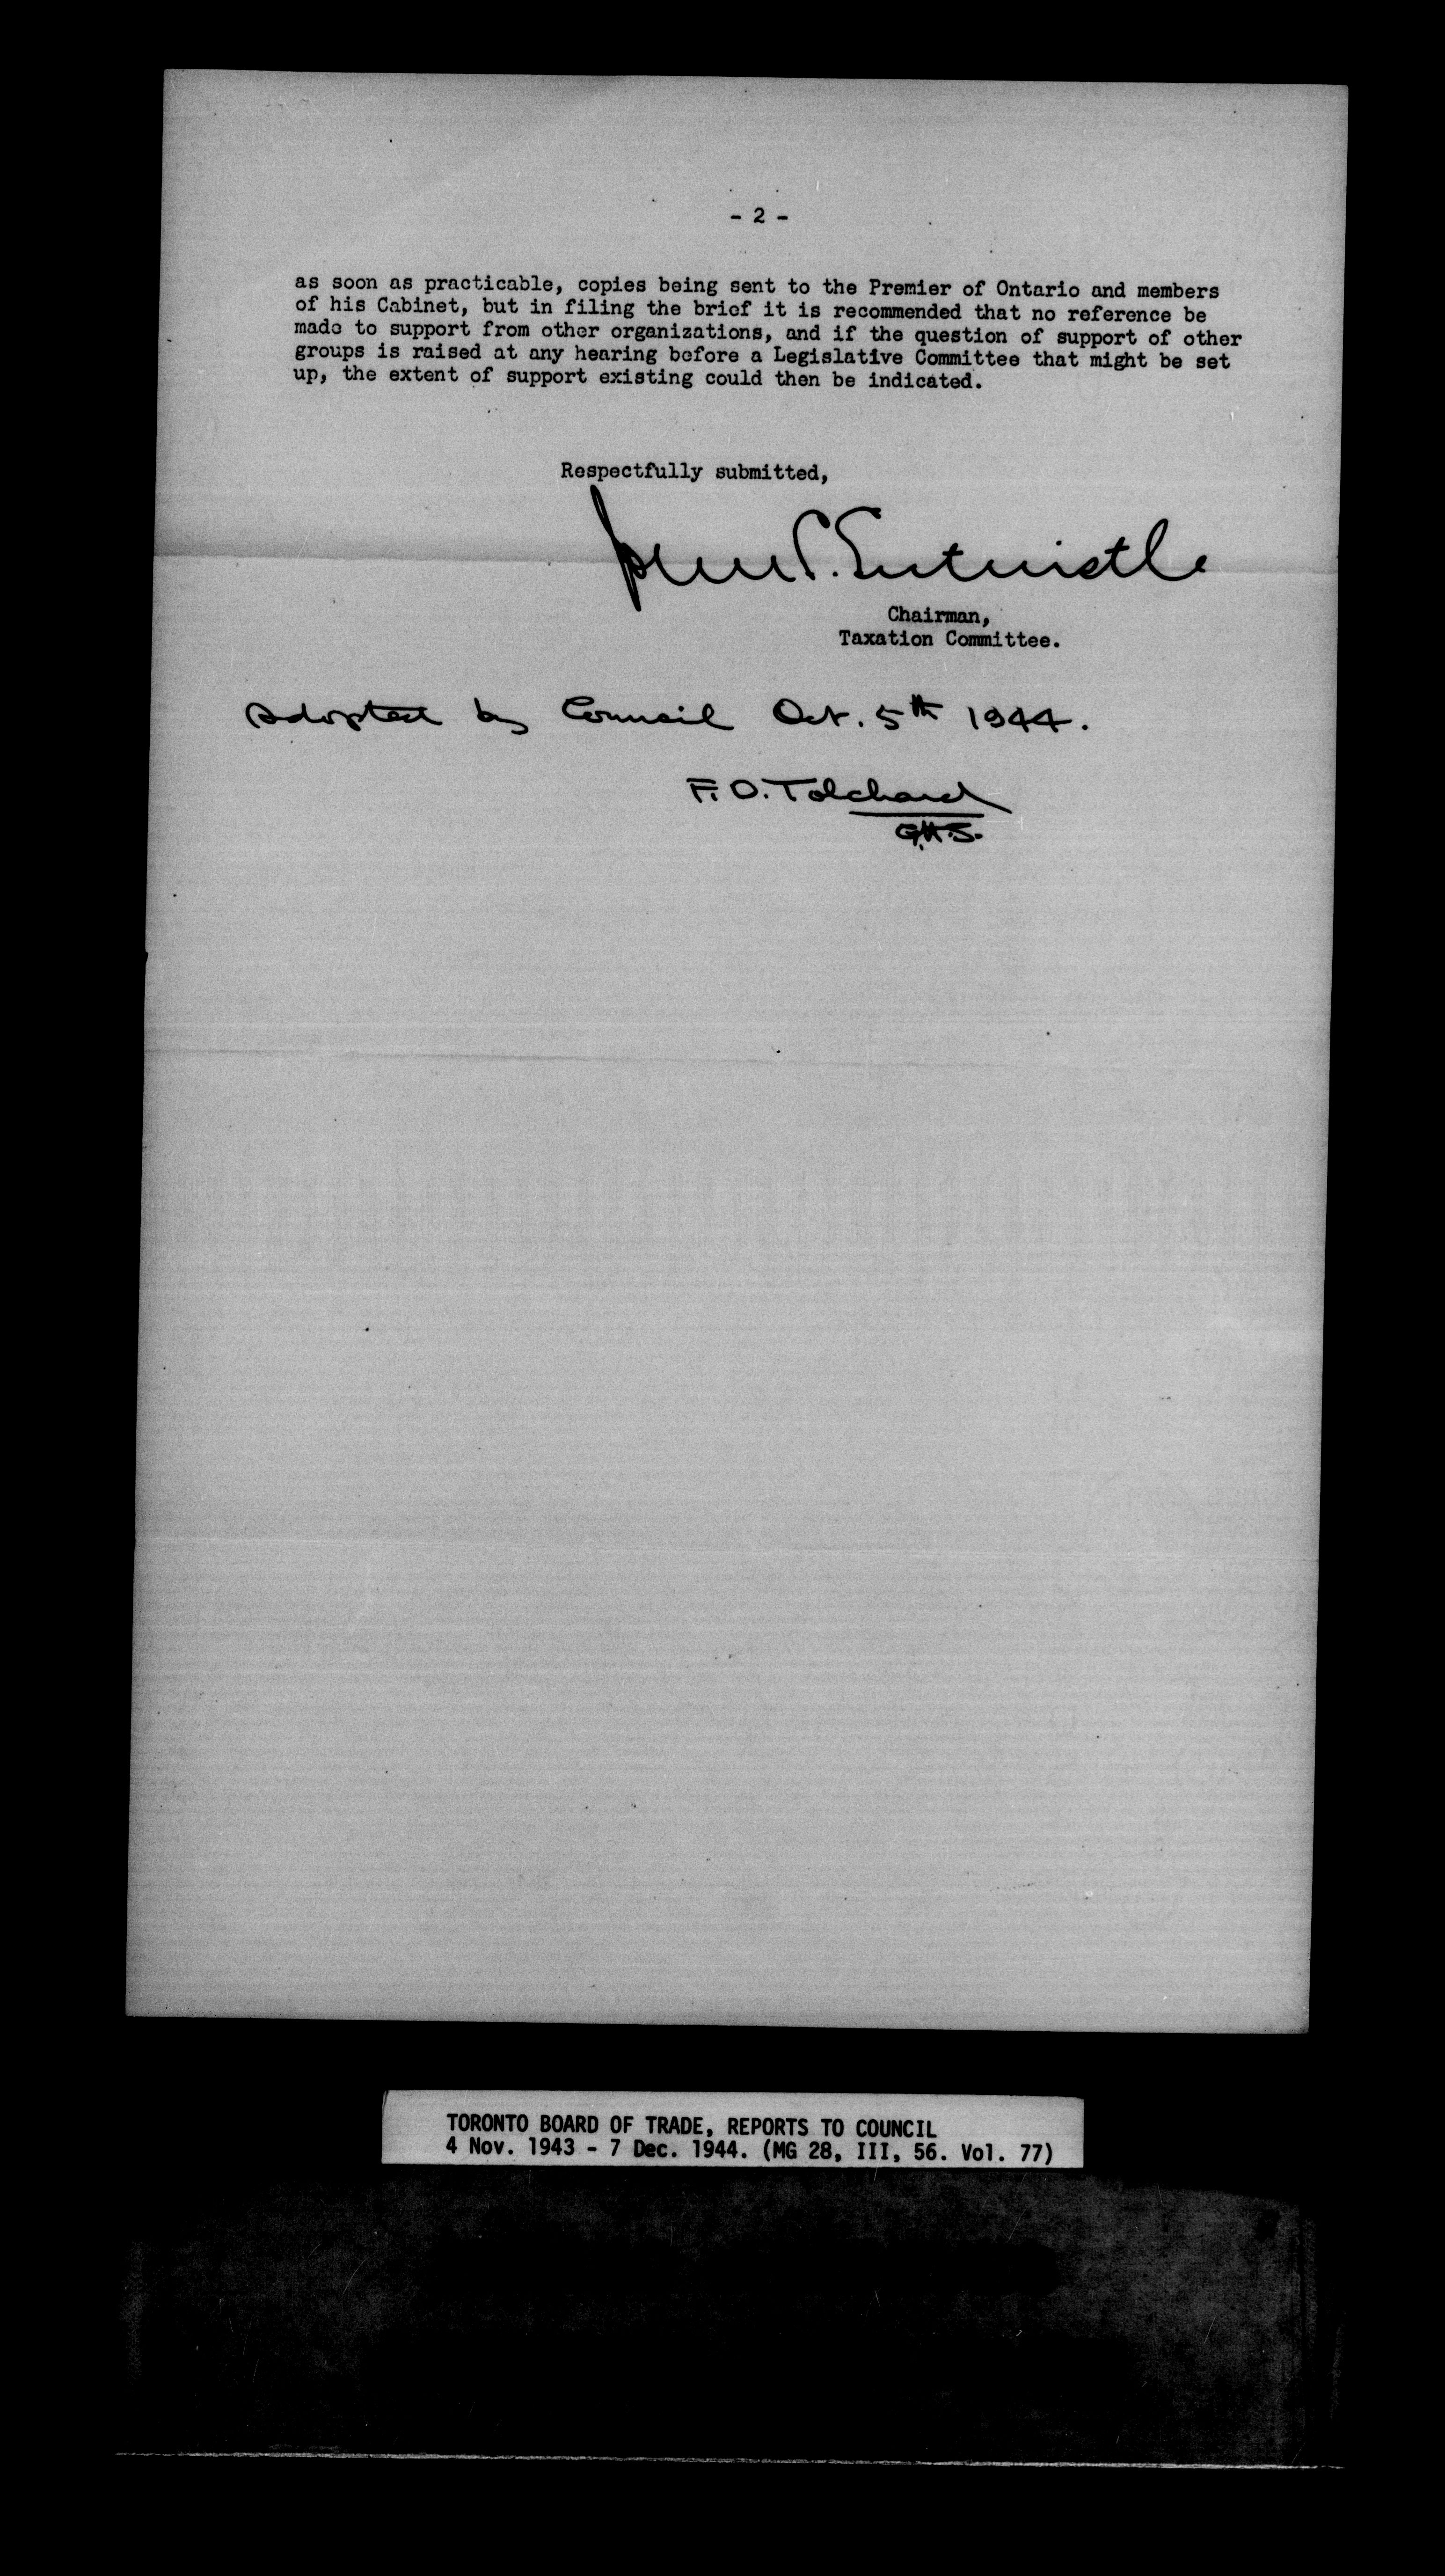 - 2 -
as soon as practicable, copies being sent to the Premier of Ontario and members
of his Cabinet, but in filing the brief it is recommended that no reference be
made to support from other organizations, and if the question of support of other
groups is raised at any hearing before a Legislative Committee that might be set
up, the extent of support existing could then be indicated.
Respectfully submitted,
P. Entwistle
Chairman,
Taxation Committee.
Adopted by Council Oct. 5th 1944.
F. D. Tolchard
TORONTO BOARD OF TRADE, REPORTS TO COUNCIL
4 Nov. 1943 - 7 Dec. 1944. (MG 28, III, 56. Vol. 77)